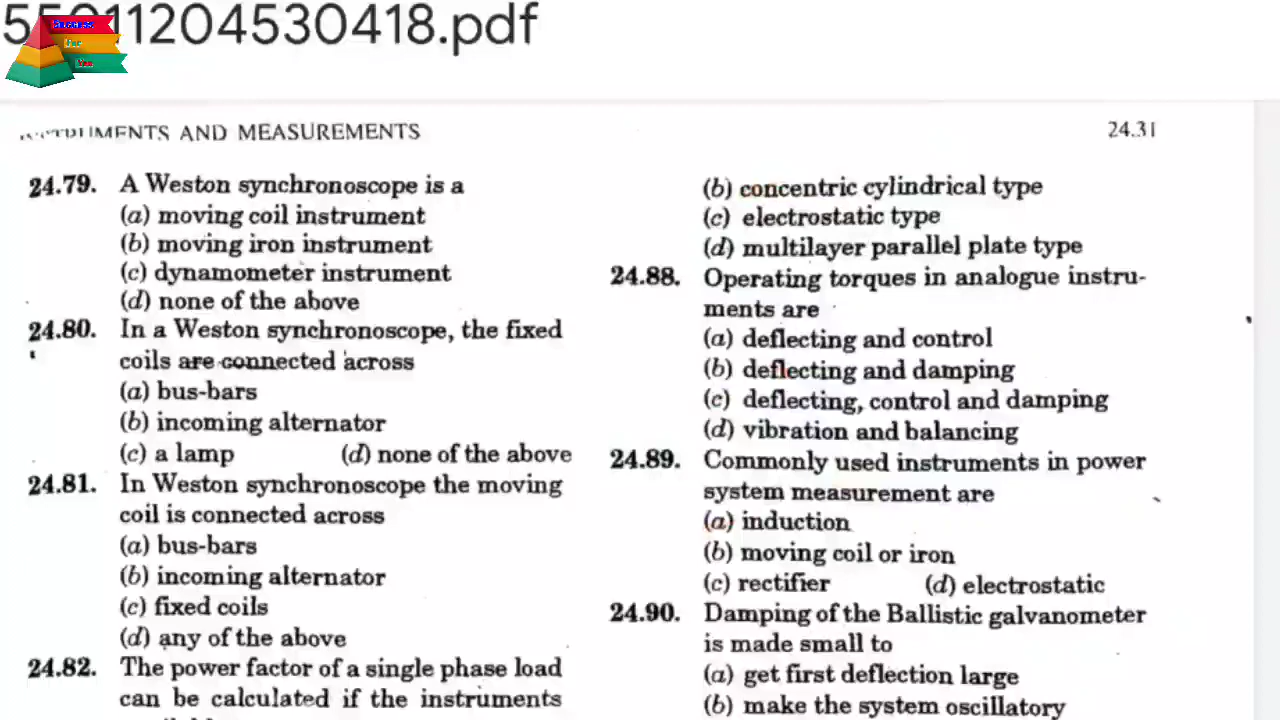 55011204530418.pdf
Success
For
You
INSTRUMENTS AND MEASUREMENTS
24.31
24.79. A Weston synchronoscope is a
(a) moving coil instrument
(b) moving iron instrument
(c) dynamometer instrument
(d) none of the above
24.80. In a Weston synchronoscope, the fixed
coils are connected across
(a) bus-bars
(b) incoming alternator
(c) a lamp (d) none of the above
24.81. In Weston synchronoscope the moving
coil is connected across
(a) bus-bars
(b) incoming alternator
(c) fixed coils
(d) any of the above
24.82. The power factor of a single phase load
can be calculated if the instruments
(b) concentric cylindrical type
(c) electrostatic type
(d) multilayer parallel plate type
24.88. Operating torques in analogue instru-
ments are
(a) deflecting and control
(b) deflecting and damping
(c) deflecting, control and damping
(d) vibration and balancing
24.89. Commonly used instruments in power
system measurement are
(a) induction
(b) moving coil or iron
(c) rectifier (d) electrostatic
24.90. Damping of the Ballistic galvanometer
is made small to
(a) get first deflection large
(b) make the system oscillatory